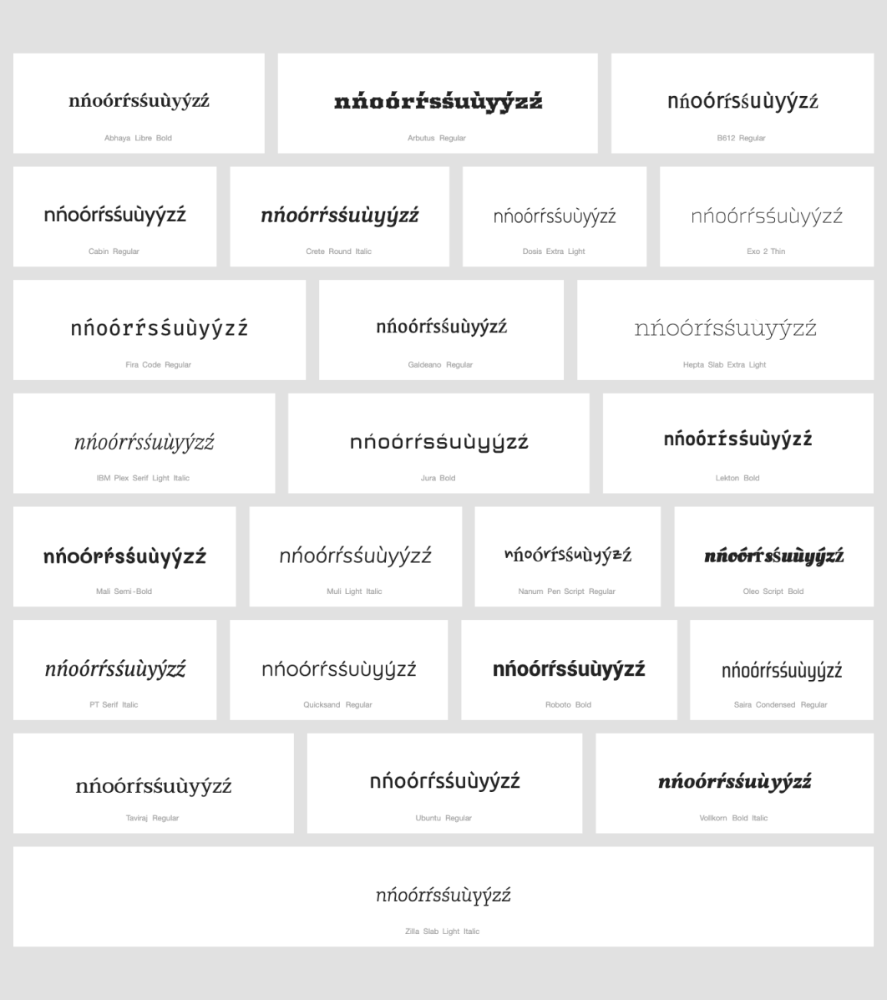 nńoórŕsśuùyýzź
Abhaya Libre Bold
nńoórŕsśuùyýzź
Arbutus Regular
nńoórŕsśuùyýzź
B612 Regular
nńoórŕsśuùyýzź
Cabin Regular
nńoórŕsśuùyýzź
Crete Round Italic
nńoórŕsśuùyýzź
Dosis Extra Light
nńoórŕsśuùyýzź
Exo 2 Thin
nńoórŕsśuùyýzź
Fira Code Regular
nńoórŕsśuùyýzź
Galdeano Regular
nńoórŕsśuùyýzź
Hepta Slab Extra Light
nńoórŕsśuùyýzź
IBM Plex Serif Light Italic
nńoórŕsśuùyýzź
Jura Bold
nńoórŕsśuùyýzź
Lekton Bold
nńoórŕsśuùyýzź
Mali Semi-Bold
nńoórŕsśuùyýzź
Muli Light Italic
nńoórŕsśuùyýzź
Nanum Pen Script Regular
nńoórŕsśuùyýzź
Oleo Script Bold
nńoórŕsśuùyýzź
PT Serif Italic
nńoórŕsśuùyýzź
Quicksand Regular
nńoórŕsśuùyýzź
Roboto Bold
nńoórŕsśuùyýzź
Saira Condensed Regular
nńoórŕsśuùyýzź
Taviraj Regular
nńoórŕsśuùyýzź
Ubuntu Regular
nńoórŕsśuùyýzź
Vollkorn Bold Italic
nńoórŕsśuùyýzź
Zilla Slab Light Italic